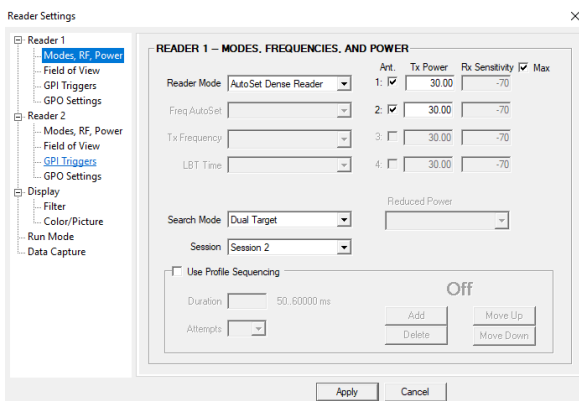 Reader Settings
Reader 1
Modes, RF, Power
Field of View
GPI Triggers
GPO Settings
Reader 2
Modes, RF, Power
Field of View
GPI Triggers
GPO Settings
Display
Filter
Color/Picture
Run Mode
Data Capture
READER 1 – MODES, FREQUENCIES, AND POWER
Ant. Tx Power Rx Sensitivity Max
Reader Mode AutoSet Dense Reader 1: 30.00 -70
Freq AutoSet 2: 30.00 -70
Tx Frequency 3: 30.00 -70
LBT Time 4: 30.00 -70
Reduced Power
Search Mode Dual Target
Session Session 2
Use Profile Sequencing
Off
Duration 50..60000 ms
Add Move Up
Attempts
Delete Move Down
Apply Cancel